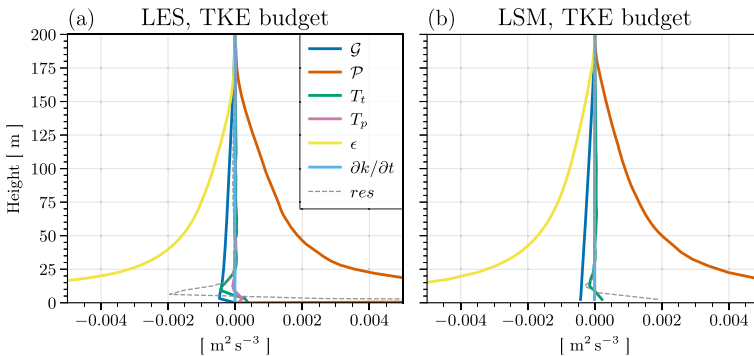 (a) LES, TKE budget
(b) LSM, TKE budget
Height [ m ]
200
175
150
125
100
75
50
25
0
𝒢
𝒫
T_t
T_p
ϵ
∂k/∂t
res
−0.004 −0.002 0.000 0.002 0.004
[ m² s⁻³ ]
−0.004 −0.002 0.000 0.002 0.004
[ m² s⁻³ ]